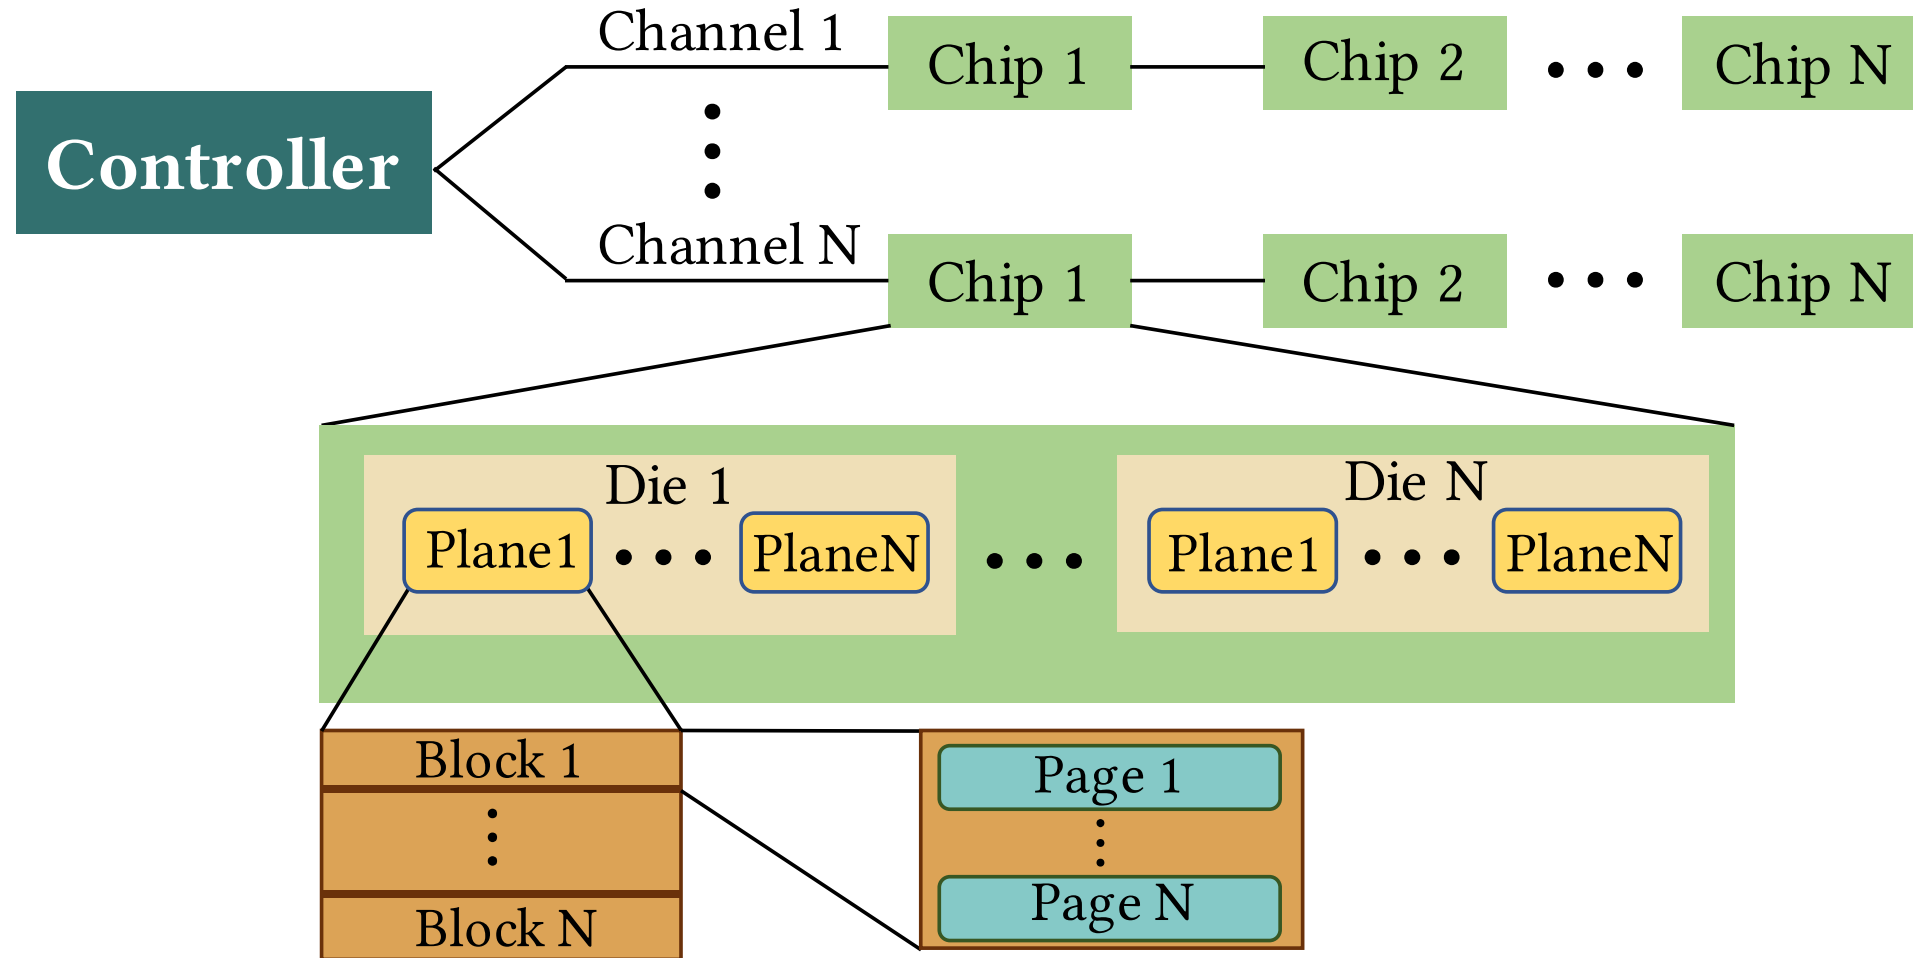 Channel 1
Chip 1
Chip 2
Chip N
Controller
Channel N
Chip 1
Chip 2
Chip N
Die 1
Die N
Plane1
PlaneN
Plane1
PlaneN
Block 1
Block N
Page 1
Page N